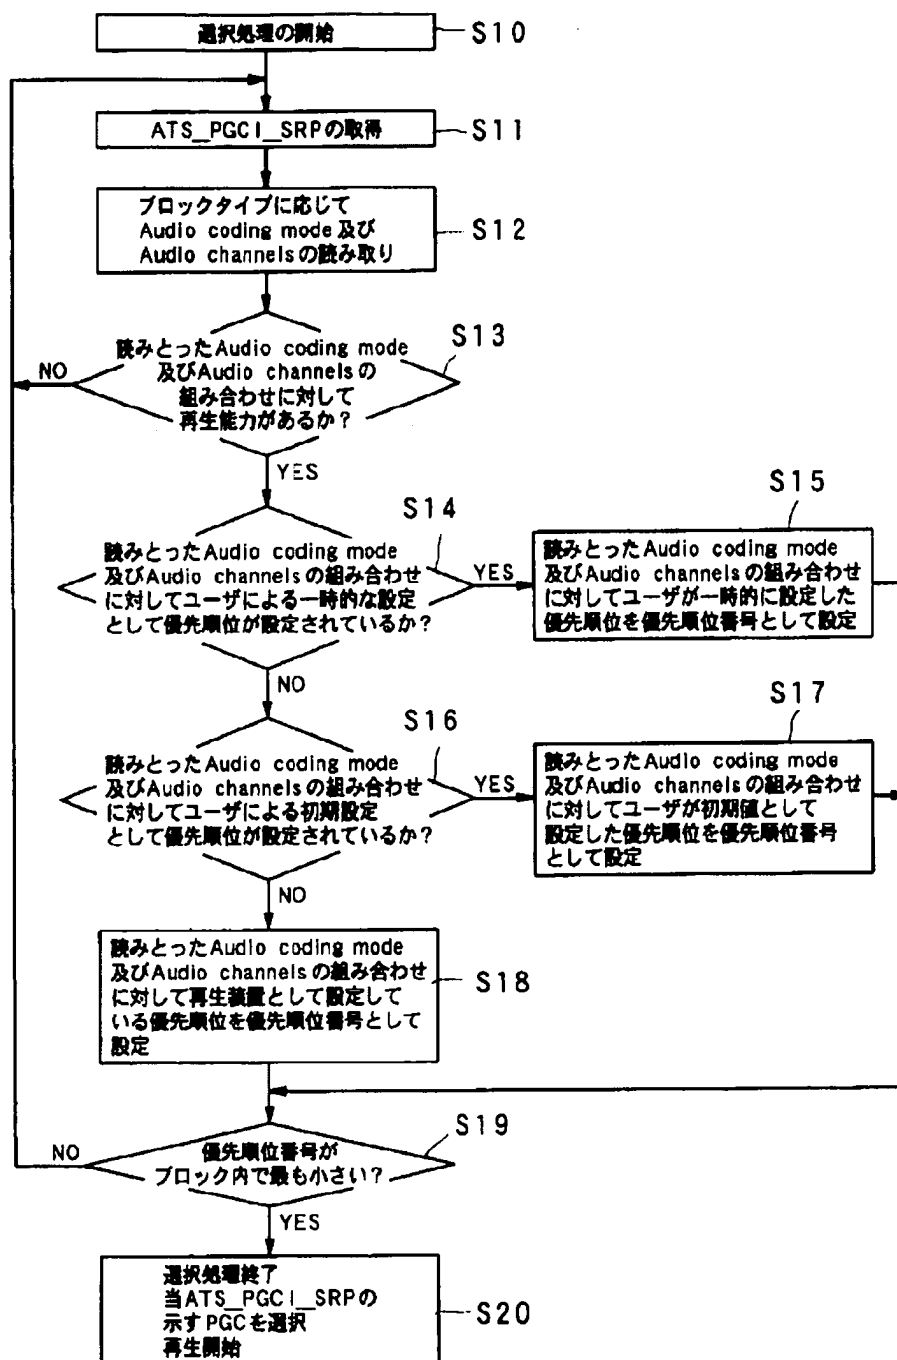 選択処理の開始
S10
ATS_PGCI_SRPの取得
S11
ブロックタイプに応じて
Audio coding mode及び
Audio channelsの読み取り
S12
S13
読みとったAudio coding mode
及びAudio channelsの
組み合わせに対して
再生能力があるか?
NO
YES
S14
読みとったAudio coding mode
及びAudio channelsの組み合わせ
に対してユーザによる一時的な設定
として優先順位が設定されているか?
YES
NO
S15
読みとったAudio coding mode
及びAudio channelsの組み合わせ
に対してユーザが一時的に設定した
優先順位を優先順位番号として設定
S16
読みとったAudio coding mode
及びAudio channelsの組み合わせ
に対してユーザによる初期設定
として優先順位が設定されているか?
YES
NO
S17
読みとったAudio coding mode
及びAudio channelsの組み合わせ
に対してユーザが初期値として
設定した優先順位を優先順位番号
として設定
読みとったAudio coding mode
及びAudio channelsの組み合わせ
に対して再生装置として設定して
いる優先順位を優先順位番号として
設定
S18
S19
優先順位番号が
ブロック内で最も小さい?
NO
YES
選択処理終了
当ATS_PGCI_SRPの
示すPGCを選択
再生開始
S20